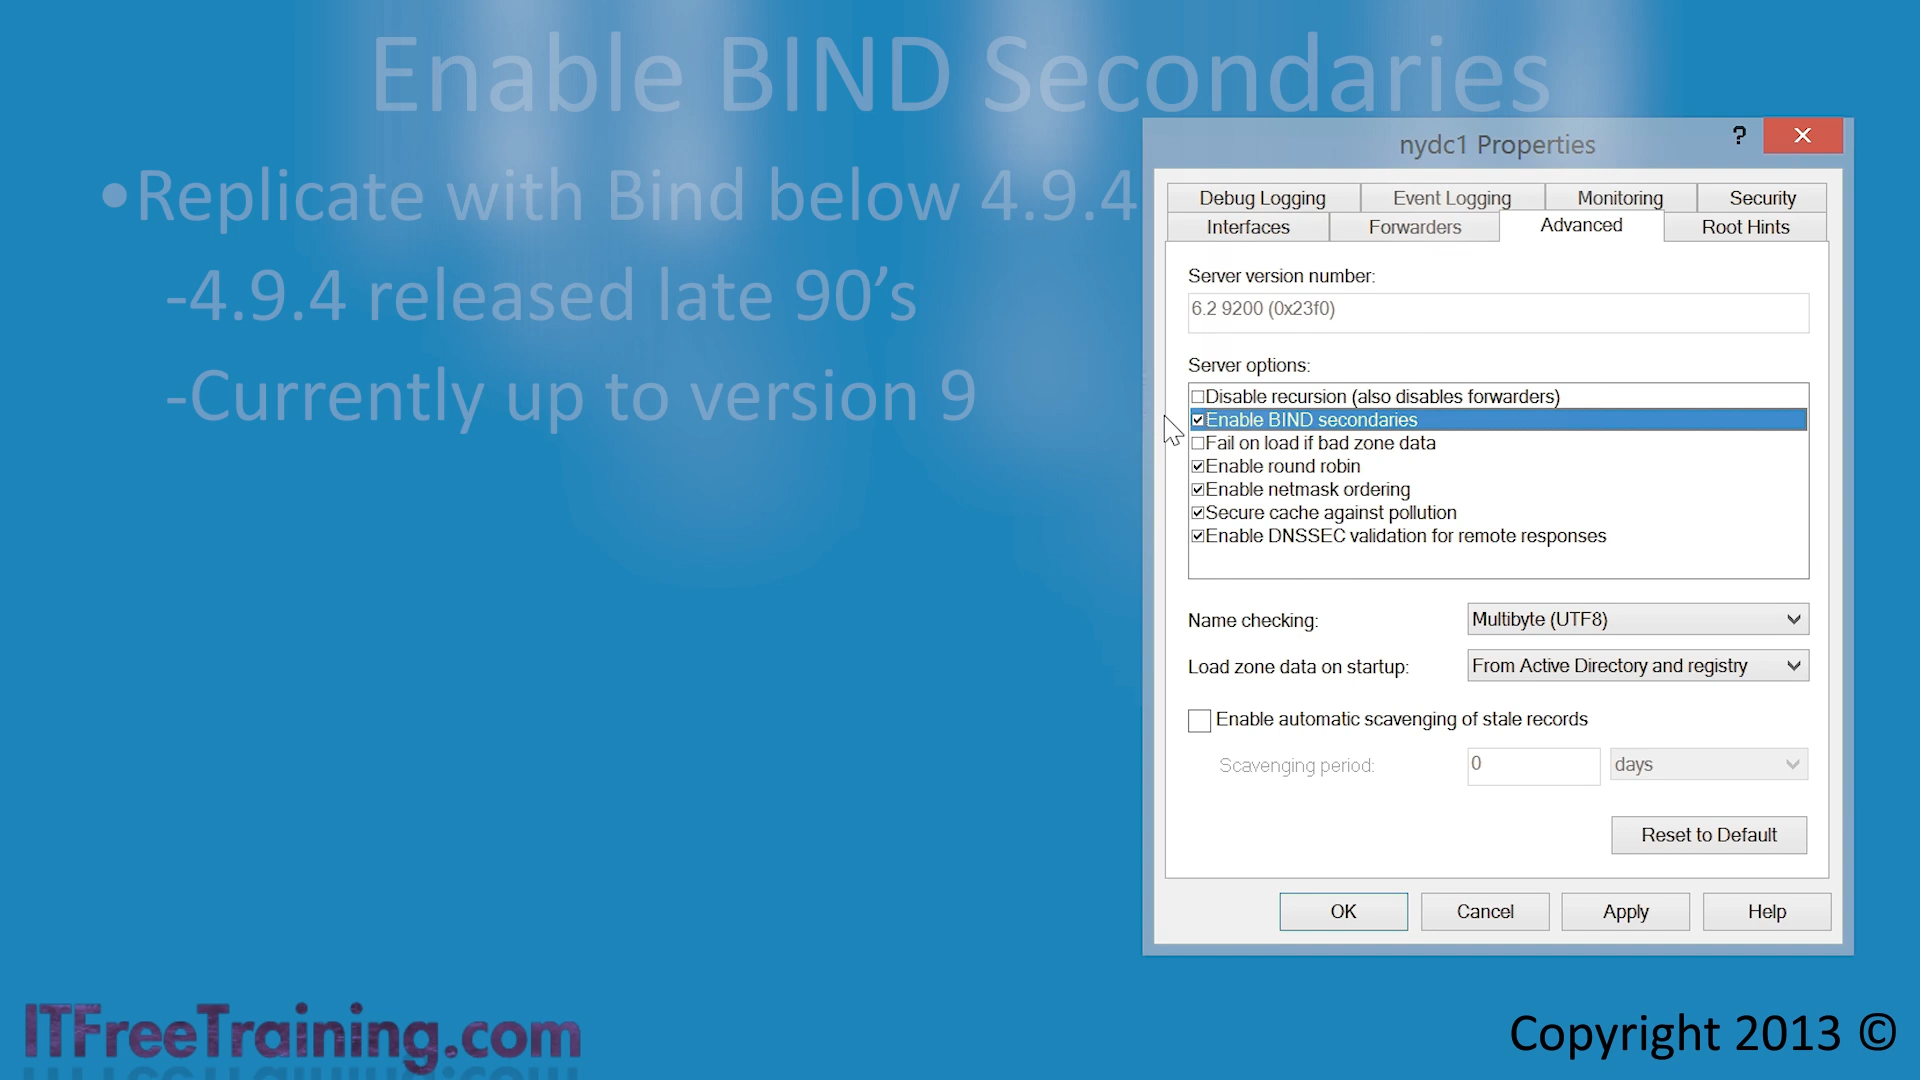 Enable BIND Secondaries
•Replicate with Bind below 4.9.4
-4.9.4 released late 90’s
-Currently up to version 9
nydc1 Properties
?
Debug Logging
Event Logging
Monitoring
Security
Interfaces
Forwarders
Advanced
Root Hints
Server version number:
6.2 9200 (0x23f0)
Server options:
Disable recursion (also disables forwarders)
Enable BIND secondaries
Fail on load if bad zone data
Enable round robin
Enable netmask ordering
Secure cache against pollution
Enable DNSSEC validation for remote responses
Name checking:
Multibyte (UTF8)
Load zone data on startup:
From Active Directory and registry
Enable automatic scavenging of stale records
Scavenging period:
0
days
Reset to Default
OK
Cancel
Apply
Help
ITFreeTraining.com
Copyright 2013 ©